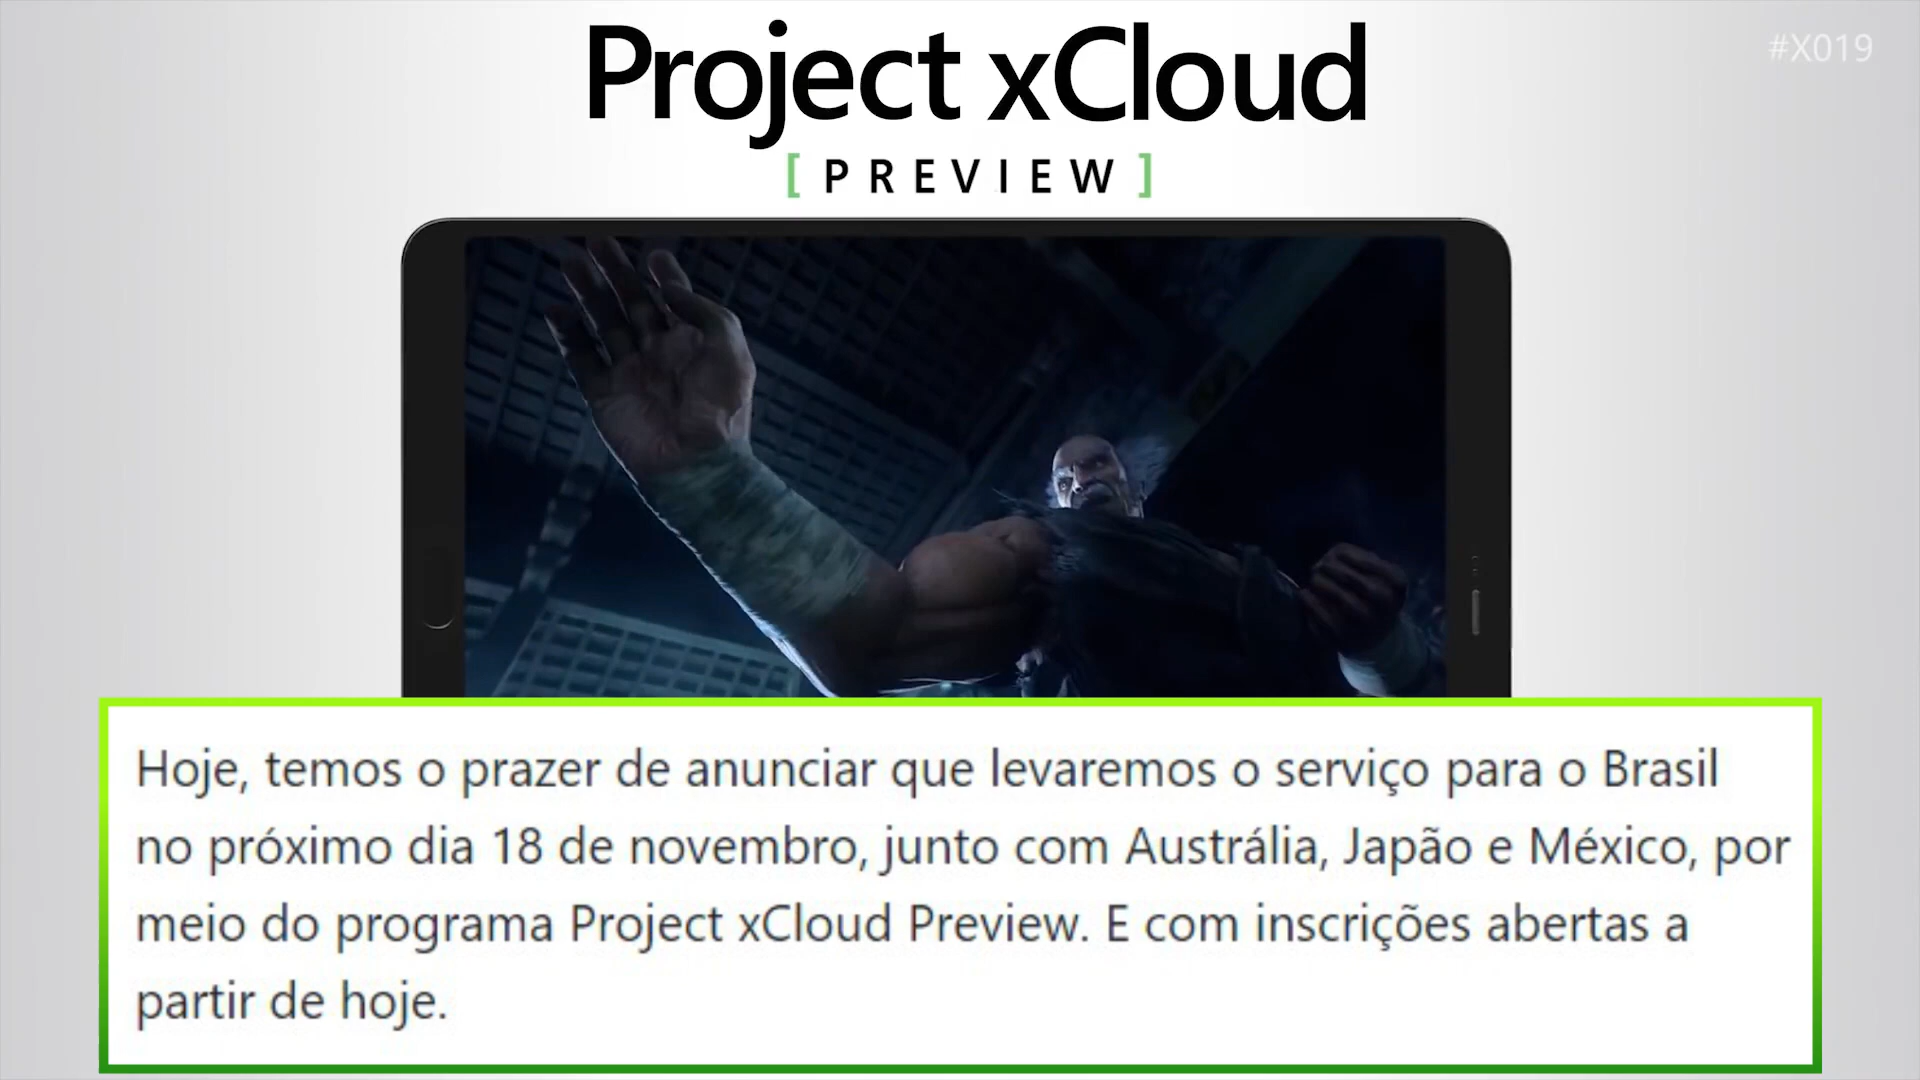 Project xCloud
#X019
[ PREVIEW ]
Hoje, temos o prazer de anunciar que levaremos o serviço para o Brasil
no próximo dia 18 de novembro, junto com Austrália, Japão e México, por
meio do programa Project xCloud Preview. E com inscrições abertas a
partir de hoje.